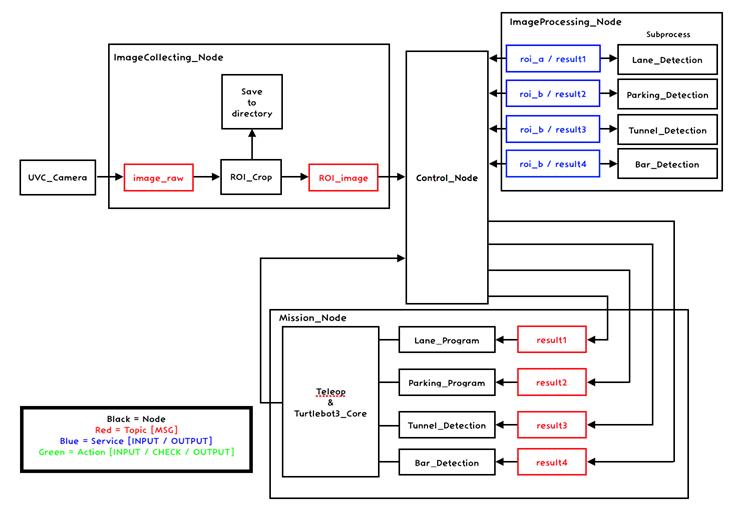 ImageProcessing_Node
Subprocess
ImageCollecting_Node
roi_a / result1
Lane_Detection
Save
to
directory
roi_b / result2
Parking_Detection
roi_b / result3
Tunnel_Detection
roi_b / result4
Bar_Detection
UVC_Camera
image_raw
ROI_Crop
ROI_image
Control_Node
Mission_Node
Lane_Program
result1
Teleop
&
Turtlebot3_Core
Parking_Program
result2
Tunnel_Detection
result3
Bar_Detection
result4
Black = Node
Red = Topic [MSG]
Blue = Service [INPUT / OUTPUT]
Green = Action [INPUT / CHECK / OUTPUT]